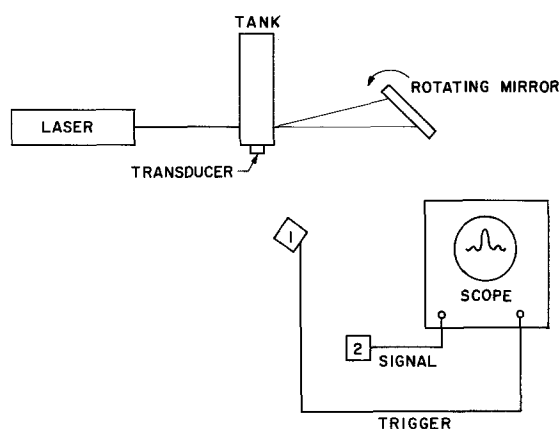 TANK
ROTATING MIRROR
LASER
TRANSDUCER
1
SCOPE
2
SIGNAL
TRIGGER